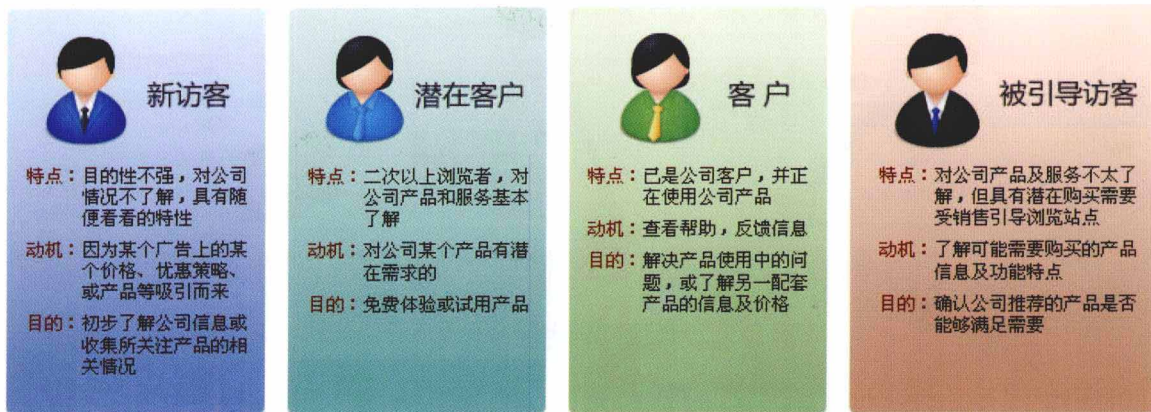 新访客
特点：目的性不强，对公司
情况不了解，具有随
便看看的特性
动机：因为某个广告上的某
个价格、优惠策略、
或产品等吸引而来
目的：初步了解公司信息或
收集所关注产品的相
关情况
潜在客户
特点：二次以上浏览者，对
公司产品和服务基本
了解
动机：对公司某个产品有潜
在需求的
目的：免费体验或试用产品
客 户
特点：已是公司客户，并正
在使用公司产品
动机：查看帮助，反馈信息
目的：解决产品使用中的问
题，或了解另一配套
产品的信息及价格
被引导访客
特点：对公司产品及服务不太了
解，但具有潜在购买需要
受销售引导浏览站点
动机：了解可能需要购买的产品
信息及功能特点
目的：确认公司推荐的产品是否
能够满足需要